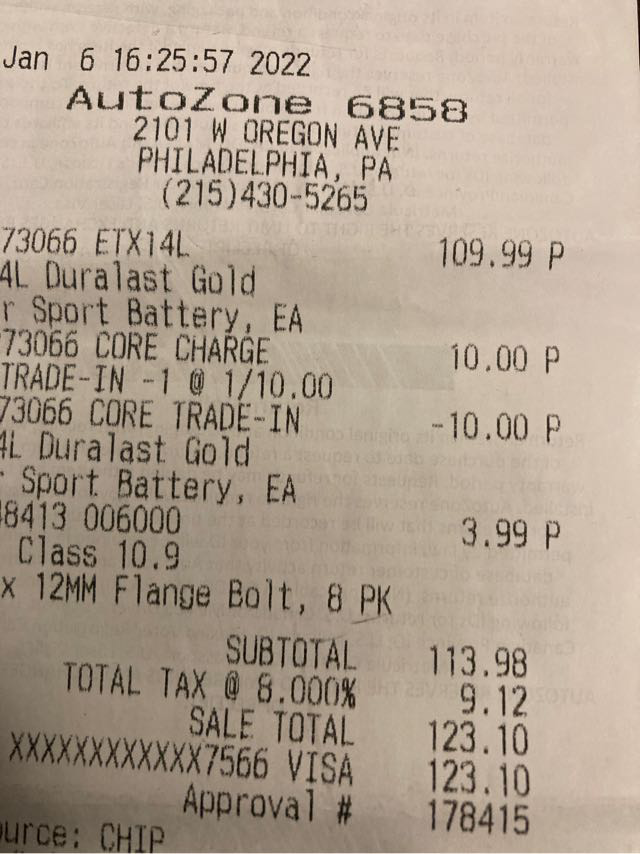 Jan 6 16:25:57 2022
AutoZone 6858
2101 W OREGON AVE
PHILADELPHIA, PA
(215)430-5265
73066 ETX14L 109.99 P
4L Duralast Gold
r Sport Battery, EA
73066 CORE CHARGE 10.00 P
TRADE-IN -1 @ 1/10.00
73066 CORE TRADE-IN -10.00 P
4L Duralast Gold
r Sport Battery, EA
8413 006000 3.99 P
Class 10.9
x 12MM Flange Bolt, 8 PK
SUBTOTAL 113.98
TOTAL TAX @ 8.000% 9.12
SALE TOTAL 123.10
XXXXXXXXXXXX7566 VISA 123.10
Approval # 178415
ource: CHIP